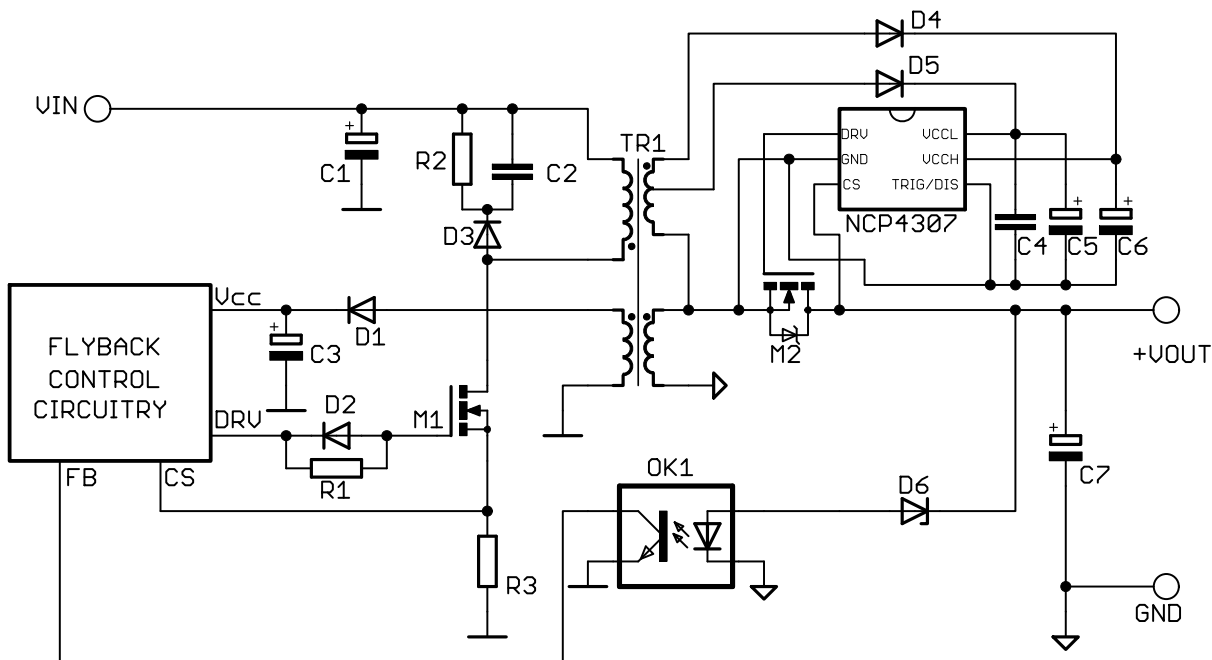 D4
D5
VIN
+
C1
R2
C2
TR1
DRV
VCCL
GND
VCCH
CS
TRIG/DIS
NCP4307
+
+
C4
C5
C6
D3
Vcc
D1
+
C3
FLYBACK
CONTROL
CIRCUITRY
M2
+VOUT
DRV
D2
M1
R1
+
C7
FB
CS
OK1
D6
R3
GND